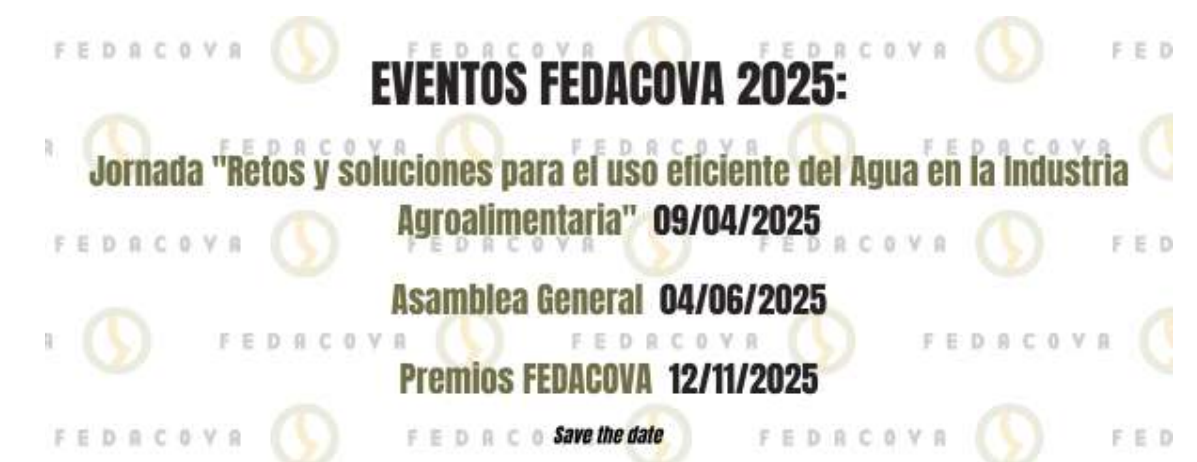 EVENTOS FEDACOVA 2025:
Jornada "Retos y soluciones para el uso eficiente del Agua en la Industria
Agroalimentaria" 09/04/2025
Asamblea General 04/06/2025
Premios FEDACOVA 12/11/2025
Save the date